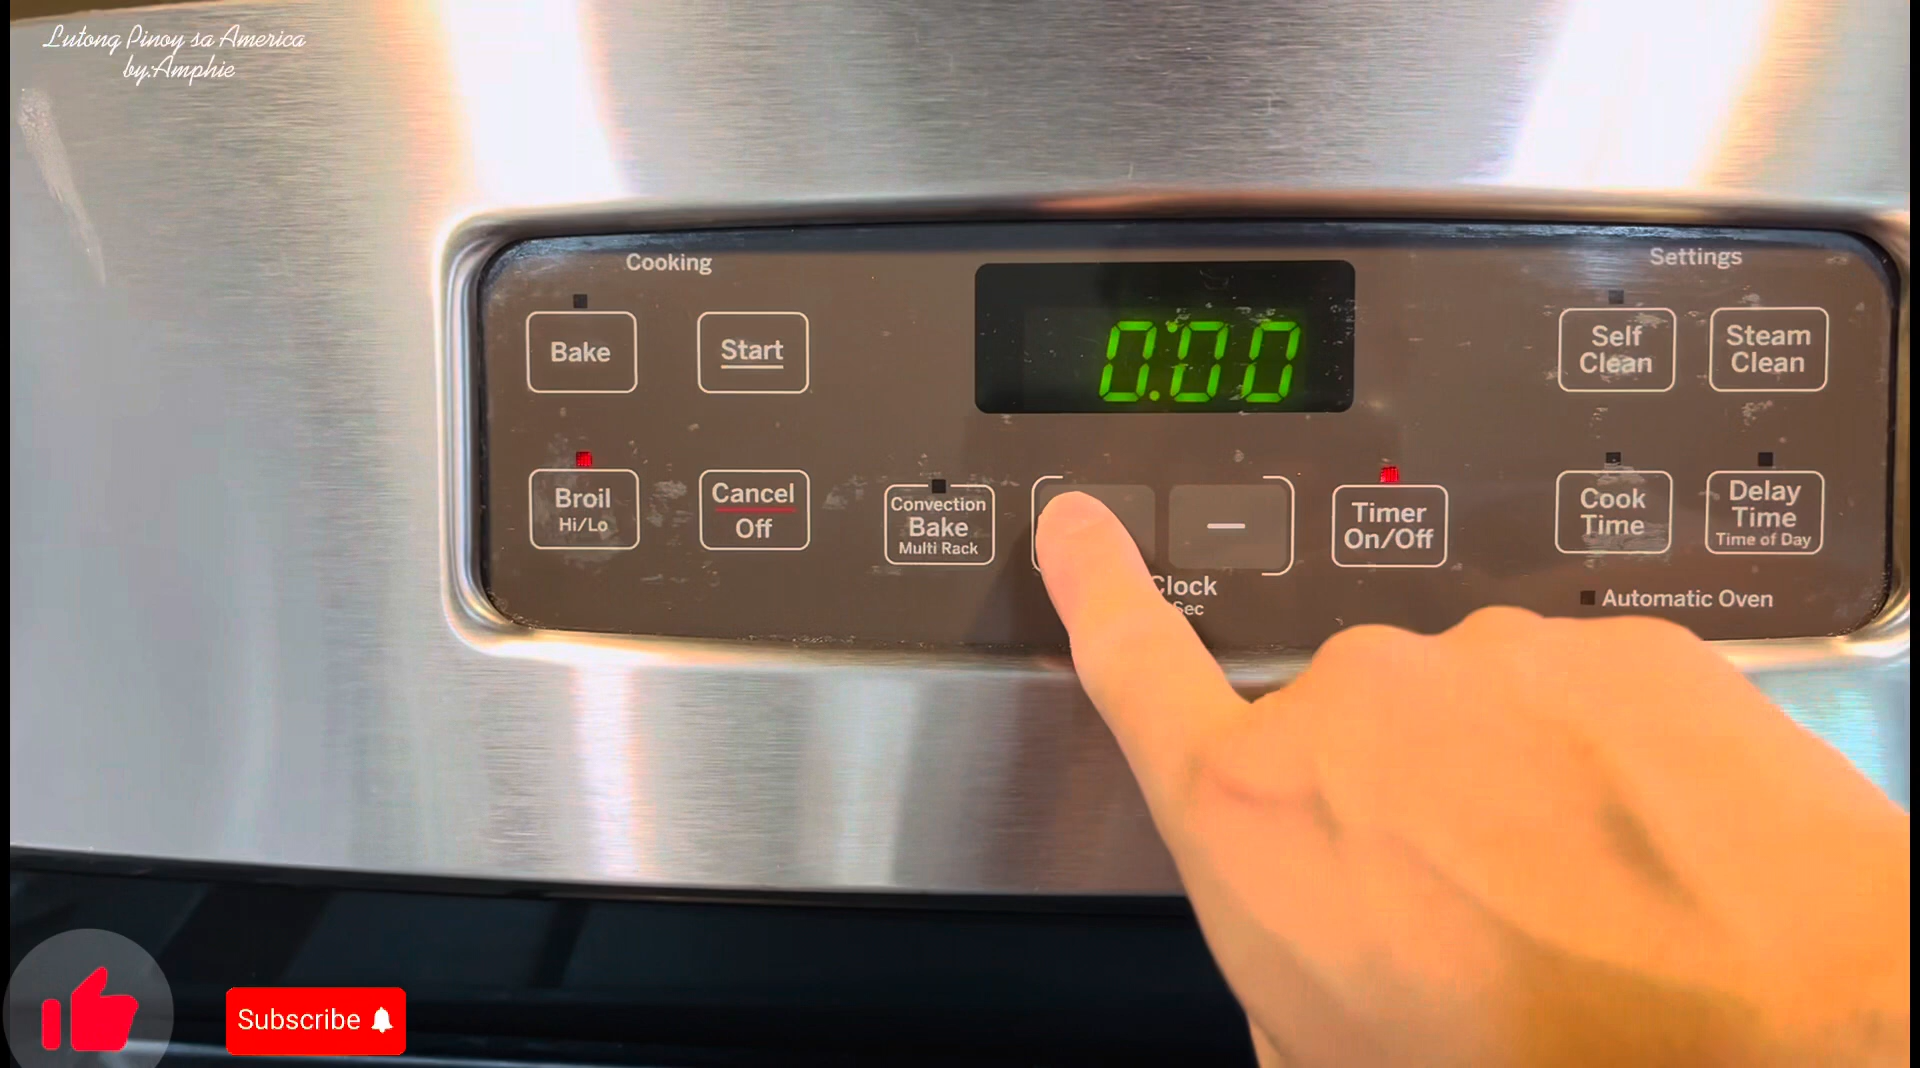 Lutong Pinoy sa America
by:Amphie
Cooking
Settings
Bake
Start
0:00
Self
Clean
Steam
Clean
Broil
Hi/Lo
Cancel
Off
Convection
Bake
Multi Rack
—
Timer
On/Off
Cook
Time
Delay
Time
Time of Day
Clock
Sec
Automatic Oven
Subscribe